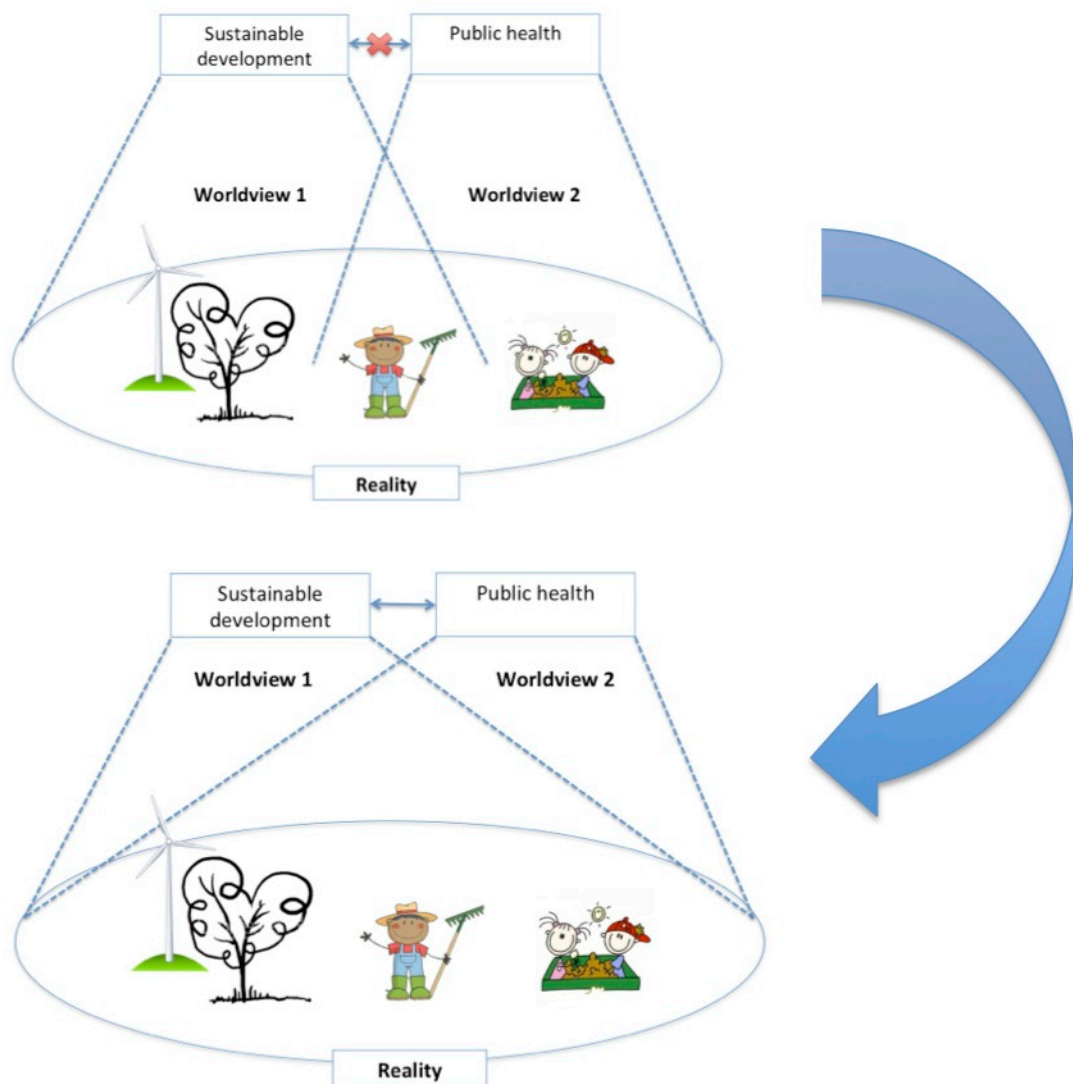 Sustainable
development
Public health
Worldview 1
Worldview 2
Reality
Sustainable
development
Public health
Worldview 1
Worldview 2
Reality